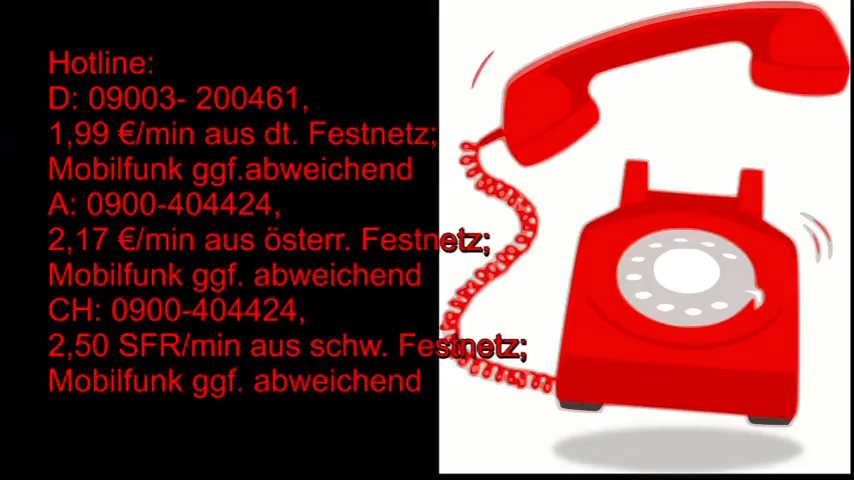 Hotline:
D: 09003- 200461,
1,99 €/min aus dt. Festnetz;
Mobilfunk ggf.abweichend
A: 0900-404424,
2,17 €/min aus österr. Festnetz;
Mobilfunk ggf. abweichend
CH: 0900-404424,
2,50 SFR/min aus schw. Festnetz;
Mobilfunk ggf. abweichend